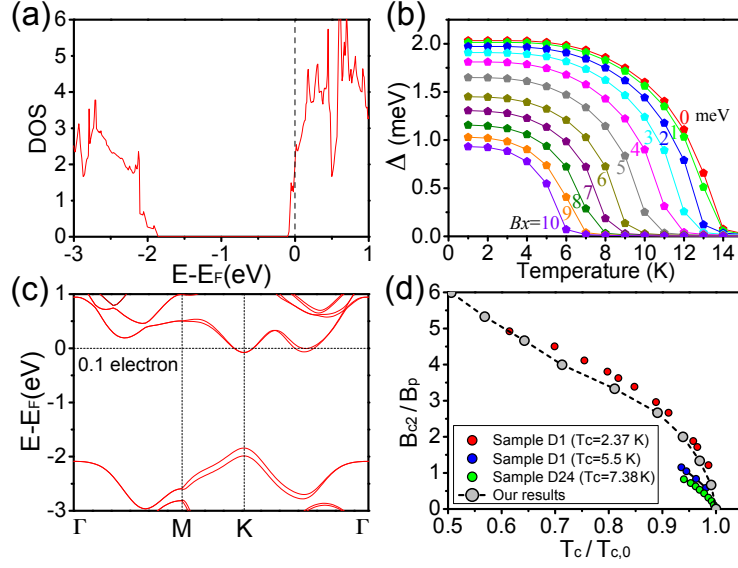 (a)
6
5
4
3
2
1
0
DOS
-3
-2
-1
0
1
E-EF(eV)
(b)
2.0
1.5
1.0
0.5
0.0
Δ (meV)
0 meV
1
2
3
4
5
6
7
8
9
Bx=10
0
2
4
6
8
10
12
14
Temperature (K)
(c)
1
0
-1
-2
-3
E-EF(eV)
0.1 electron
Γ
M
K
Γ
(d)
6
5
4
3
2
1
0
Bc2/Bp
Sample D1 (Tc=2.37 K)
Sample D1 (Tc=5.5 K)
Sample D24 (Tc=7.38 K)
Our results
0.5
0.6
0.7
0.8
0.9
1.0
Tc/Tc,0